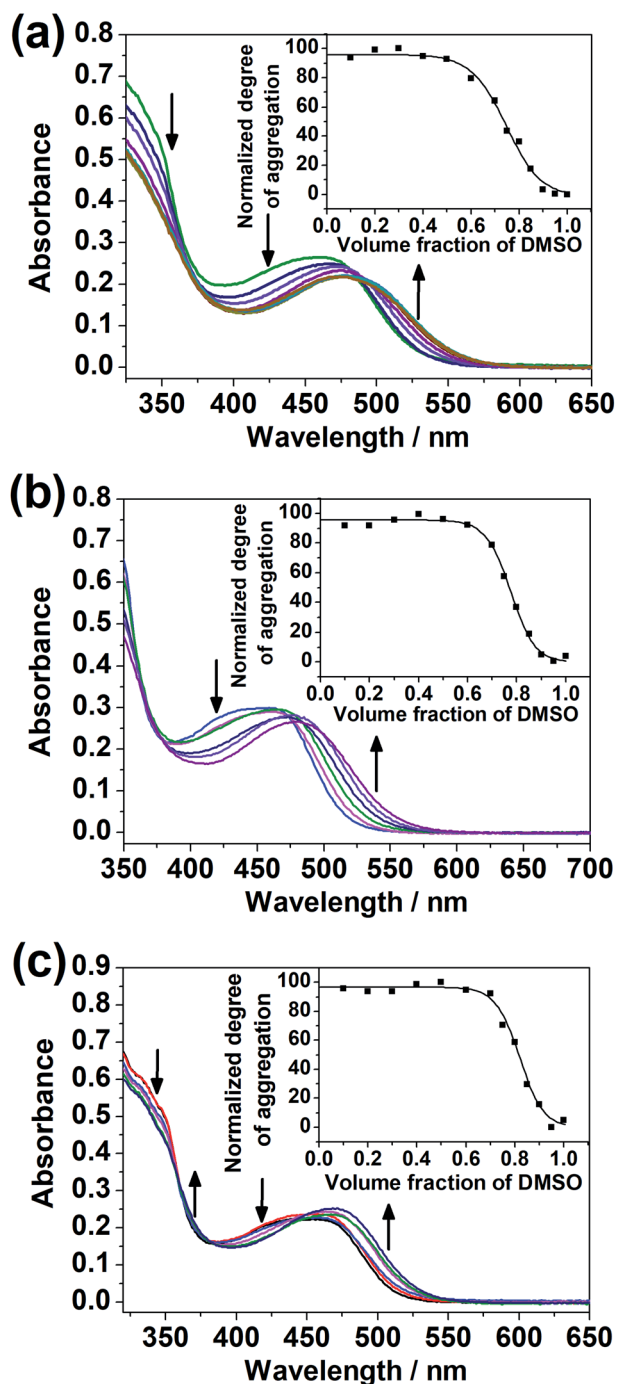 (a)
0.8
0.7
0.6
0.5
0.4
0.3
0.2
0.1
0.0
Absorbance
350 400 450 500 550 600 650
Wavelength / nm
Normalized degree
of aggregation
100
80
60
40
20
0
0.0 0.2 0.4 0.6 0.8 1.0
Volume fraction of DMSO
(b)
0.8
0.7
0.6
0.5
0.4
0.3
0.2
0.1
0.0
Absorbance
350 400 450 500 550 600 650 700
Wavelength / nm
Normalized degree
of aggregation
100
80
60
40
20
0
0.0 0.2 0.4 0.6 0.8 1.0
Volume fraction of DMSO
(c)
0.9
0.8
0.7
0.6
0.5
0.4
0.3
0.2
0.1
0.0
Absorbance
350 400 450 500 550 600 650
Wavelength / nm
Normalized degree
of aggregation
100
80
60
40
20
0
0.0 0.2 0.4 0.6 0.8 1.0
Volume fraction of DMSO